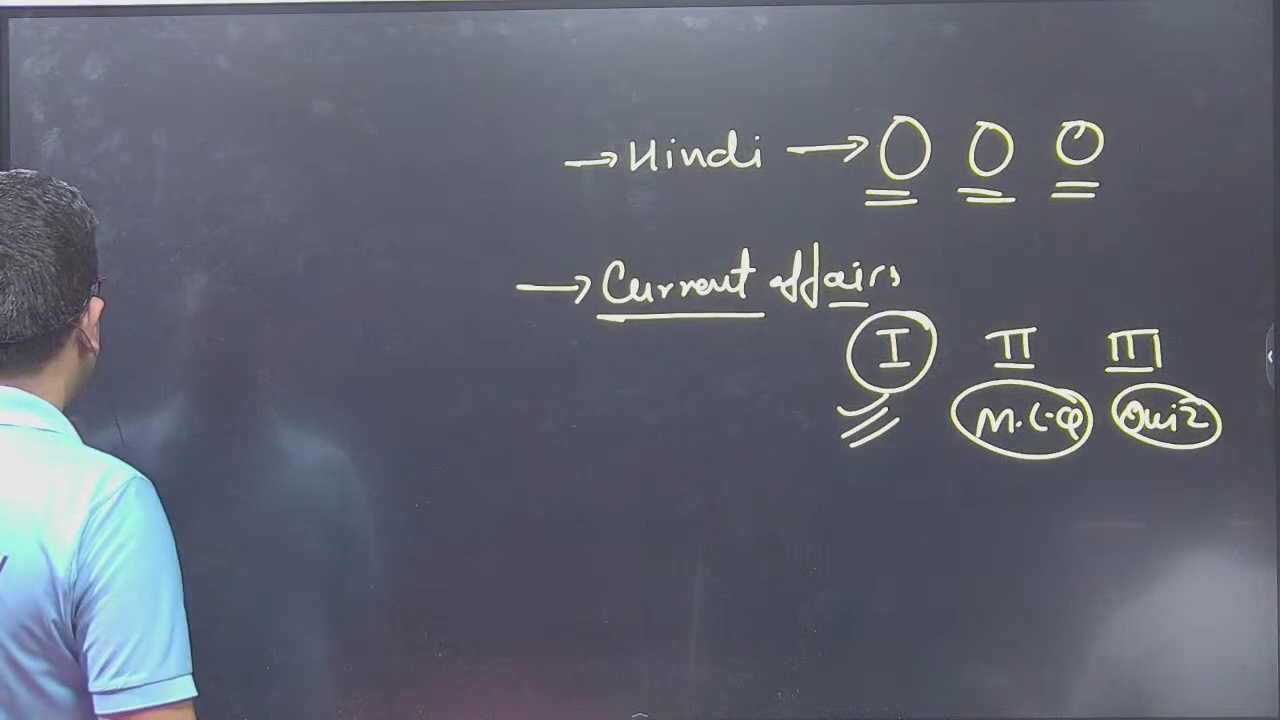 → Hindi → O O O
→ Current affairs
I II III
M.C.Q Quiz